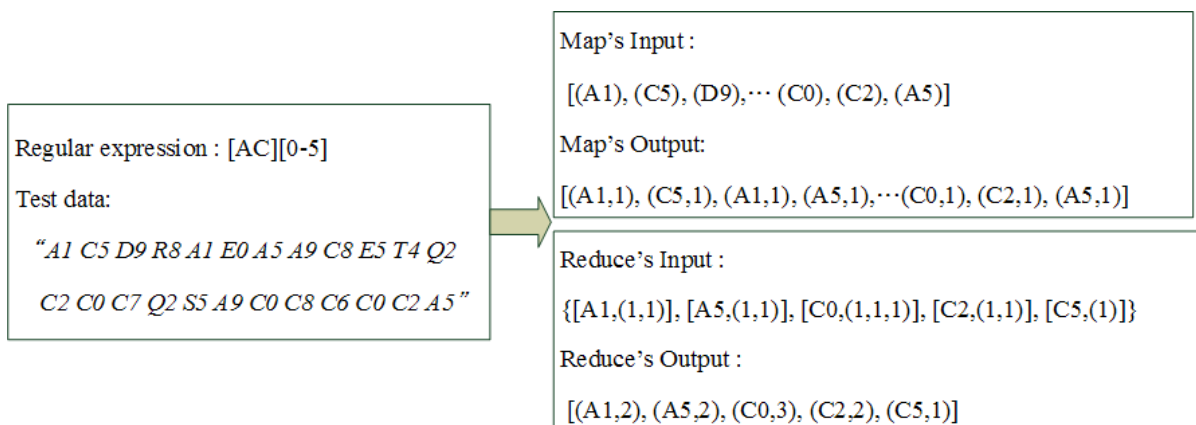 Regular expression : [AC][0-5]
Test data:
“A1 C5 D9 R8 A1 E0 A5 A9 C8 E5 T4 Q2
C2 C0 C7 Q2 S5 A9 C0 C8 C6 C0 C2 A5”
Map’s Input :
[(A1), (C5), (D9),⋯ (C0), (C2), (A5)]
Map’s Output:
[(A1,1), (C5,1), (A1,1), (A5,1),⋯(C0,1), (C2,1), (A5,1)]
Reduce’s Input :
{[A1,(1,1)], [A5,(1,1)], [C0,(1,1,1)], [C2,(1,1)], [C5,(1)]}
Reduce’s Output :
[(A1,2), (A5,2), (C0,3), (C2,2), (C5,1)]